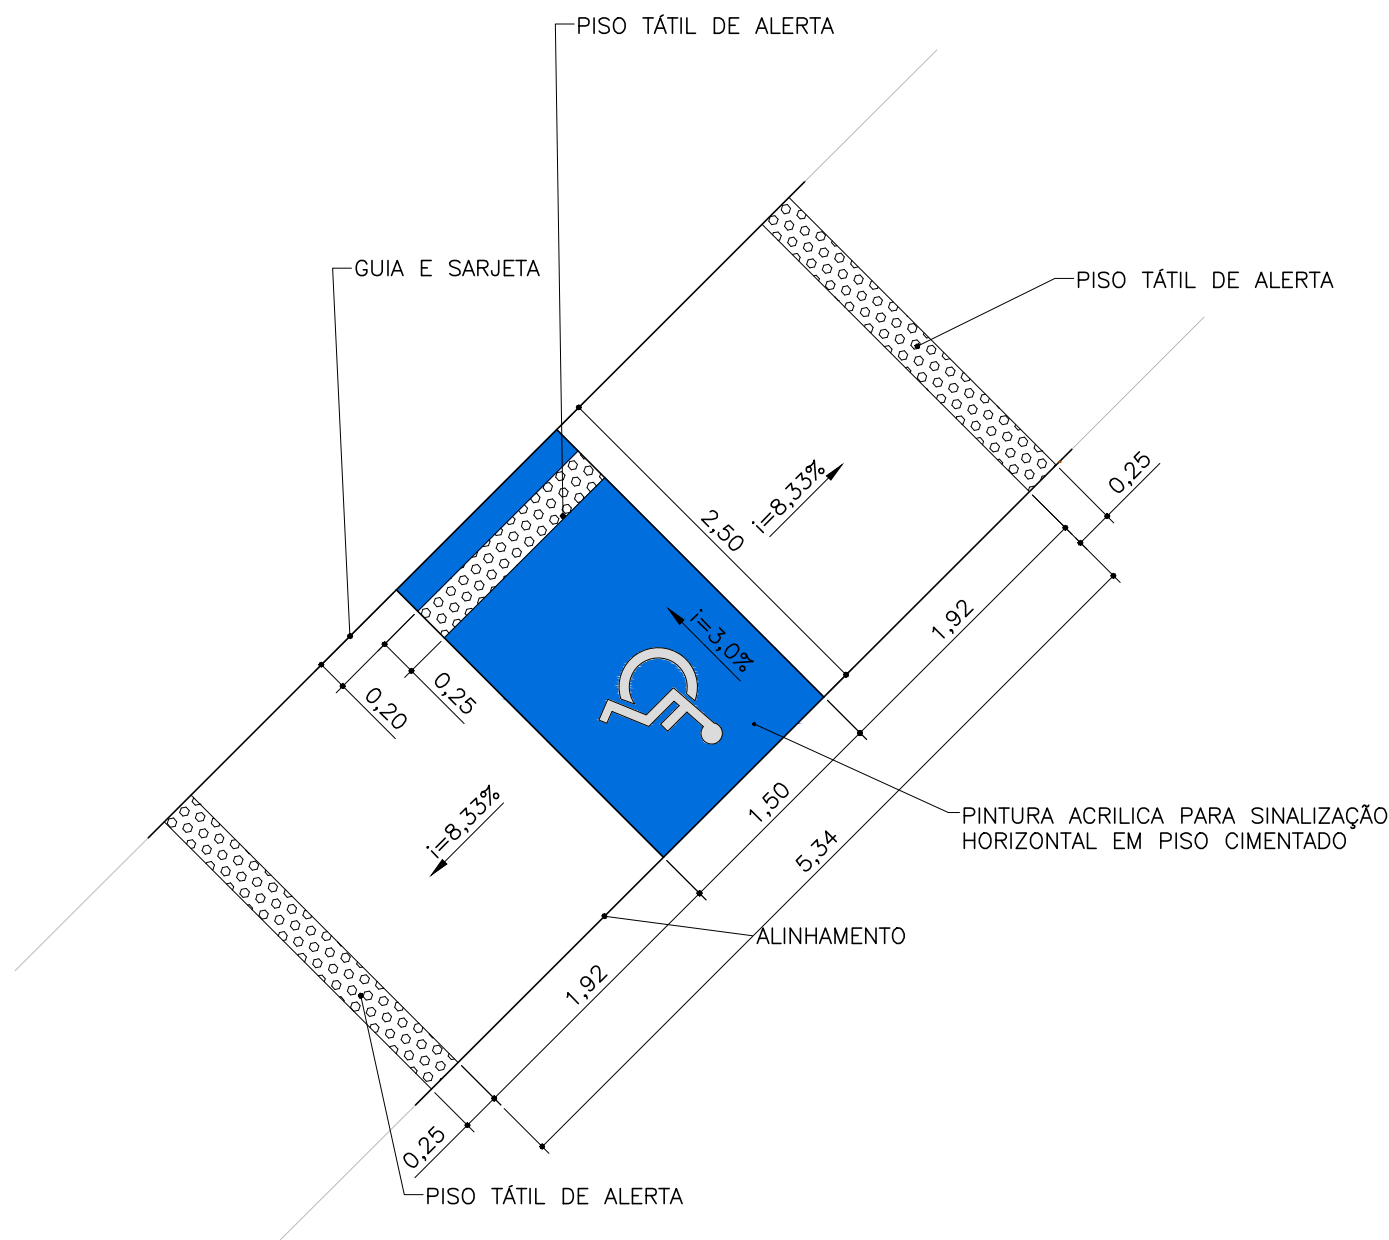 PISO TÁTIL DE ALERTA
GUIA E SARJETA
PISO TÁTIL DE ALERTA
0,25
i=8,33%
2,50
1,92
i=3,0%
0,25
0,20
1,50
i=8,33%
PINTURA ACRILICA PARA SINALIZAÇÃO
HORIZONTAL EM PISO CIMENTADO
5,34
ALINHAMENTO
1,92
0,25
PISO TÁTIL DE ALERTA